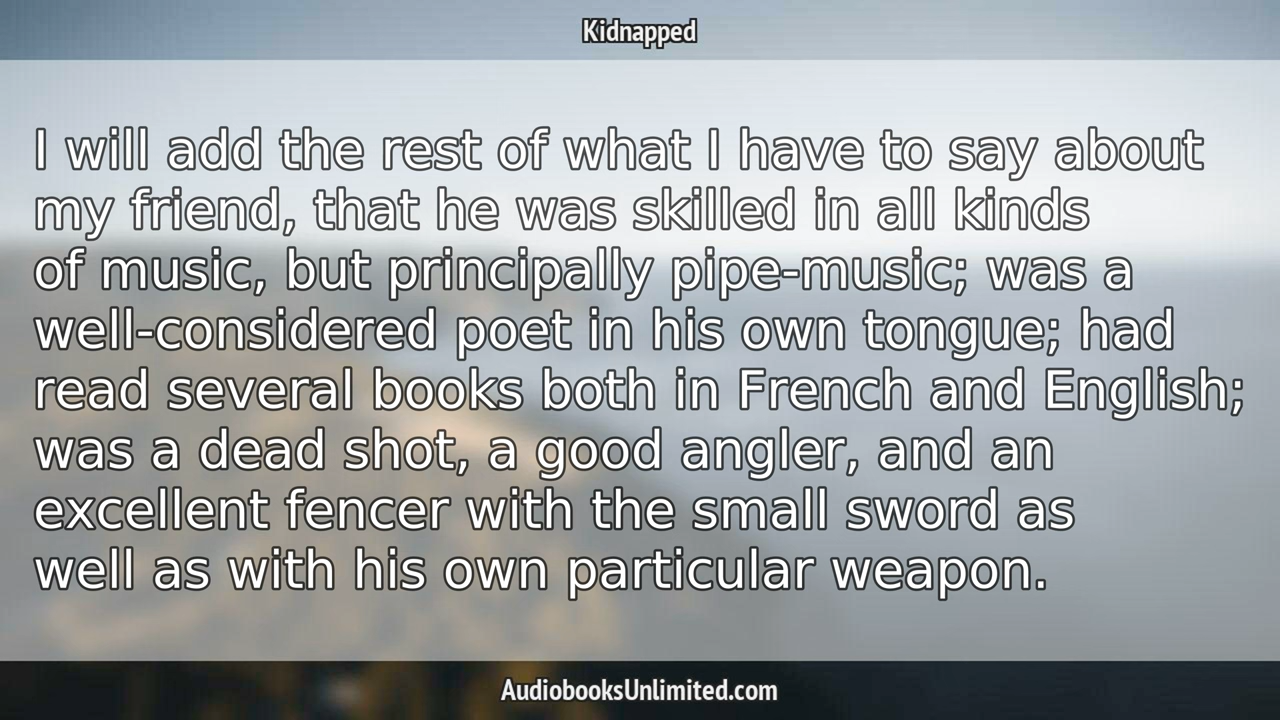 Kidnapped
I will add the rest of what I have to say about
my friend, that he was skilled in all kinds
of music, but principally pipe-music; was a
well-considered poet in his own tongue; had
read several books both in French and English;
was a dead shot, a good angler, and an
excellent fencer with the small sword as
well as with his own particular weapon.
AudiobooksUnlimited.com